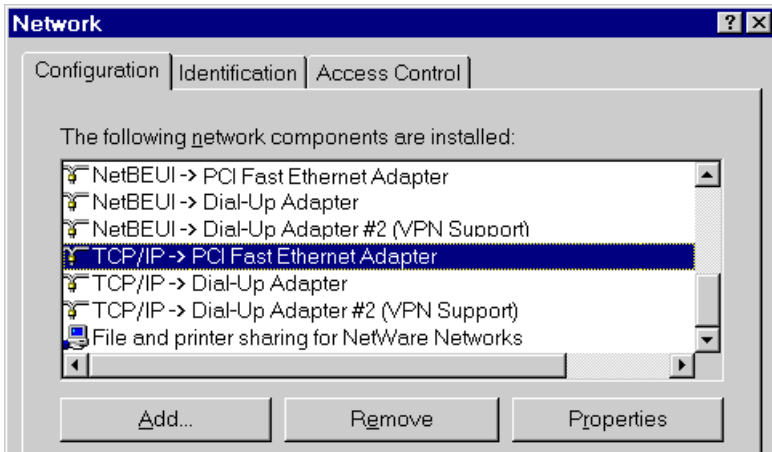 Network
Configuration Identification Access Control
The following network components are installed:
NetBEUI -> PCI Fast Ethernet Adapter
NetBEUI -> Dial-Up Adapter
NetBEUI -> Dial-Up Adapter #2 (VPN Support)
TCP/IP -> PCI Fast Ethernet Adapter
TCP/IP -> Dial-Up Adapter
TCP/IP -> Dial-Up Adapter #2 (VPN Support)
File and printer sharing for NetWare Networks
Add... Remove Properties